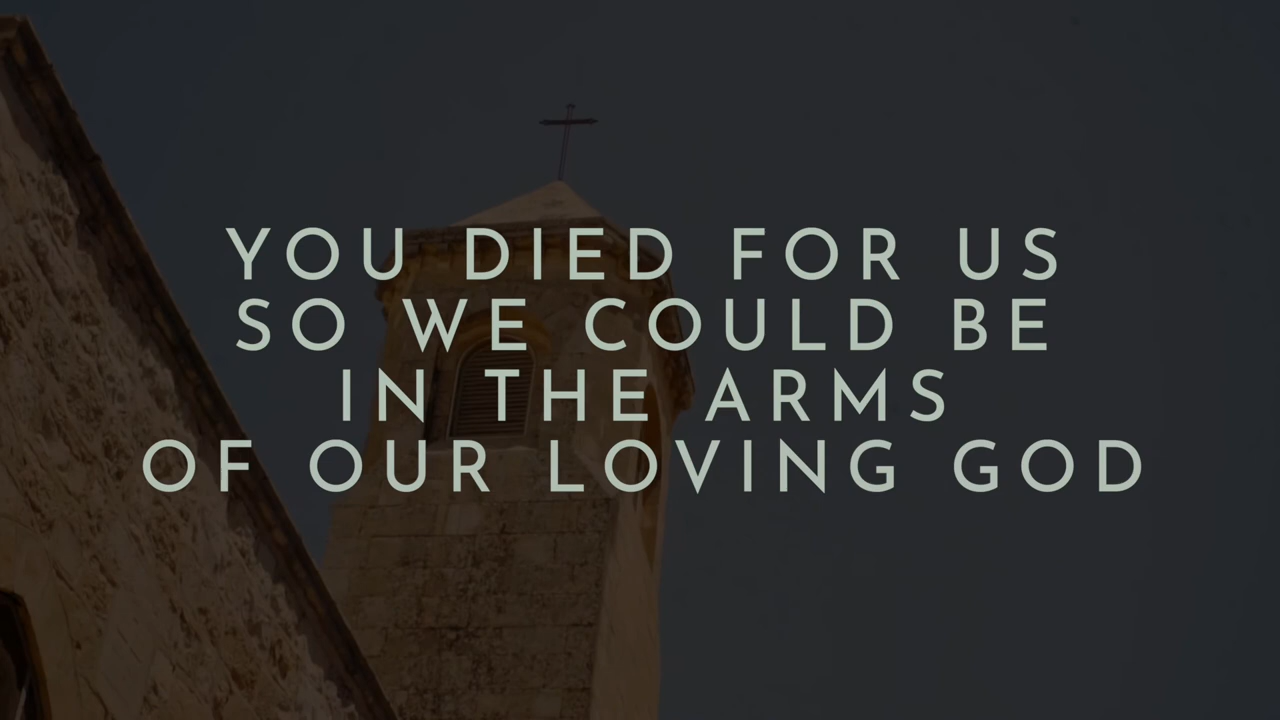 YOU DIED FOR US
SO WE COULD BE
IN THE ARMS
OF OUR LOVING GOD